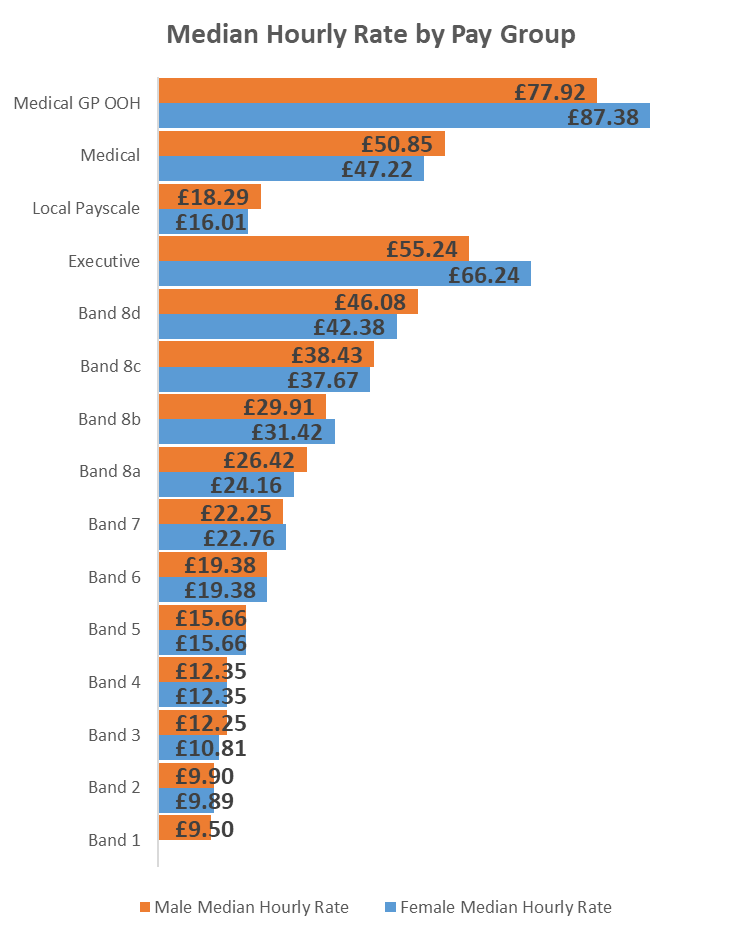 Median Hourly Rate by Pay Group
Medical GP OOH
£77.92
£87.38
Medical
£50.85
£47.22
Local Payscale
£18.29
£16.01
Executive
£55.24
£66.24
Band 8d
£46.08
£42.38
Band 8c
£38.43
£37.67
Band 8b
£29.91
£31.42
Band 8a
£26.42
£24.16
Band 7
£22.25
£22.76
Band 6
£19.38
£19.38
Band 5
£15.66
£15.66
Band 4
£12.35
£12.35
Band 3
£12.25
£10.81
Band 2
£9.90
£9.89
Band 1
£9.50
Male Median Hourly Rate
Female Median Hourly Rate